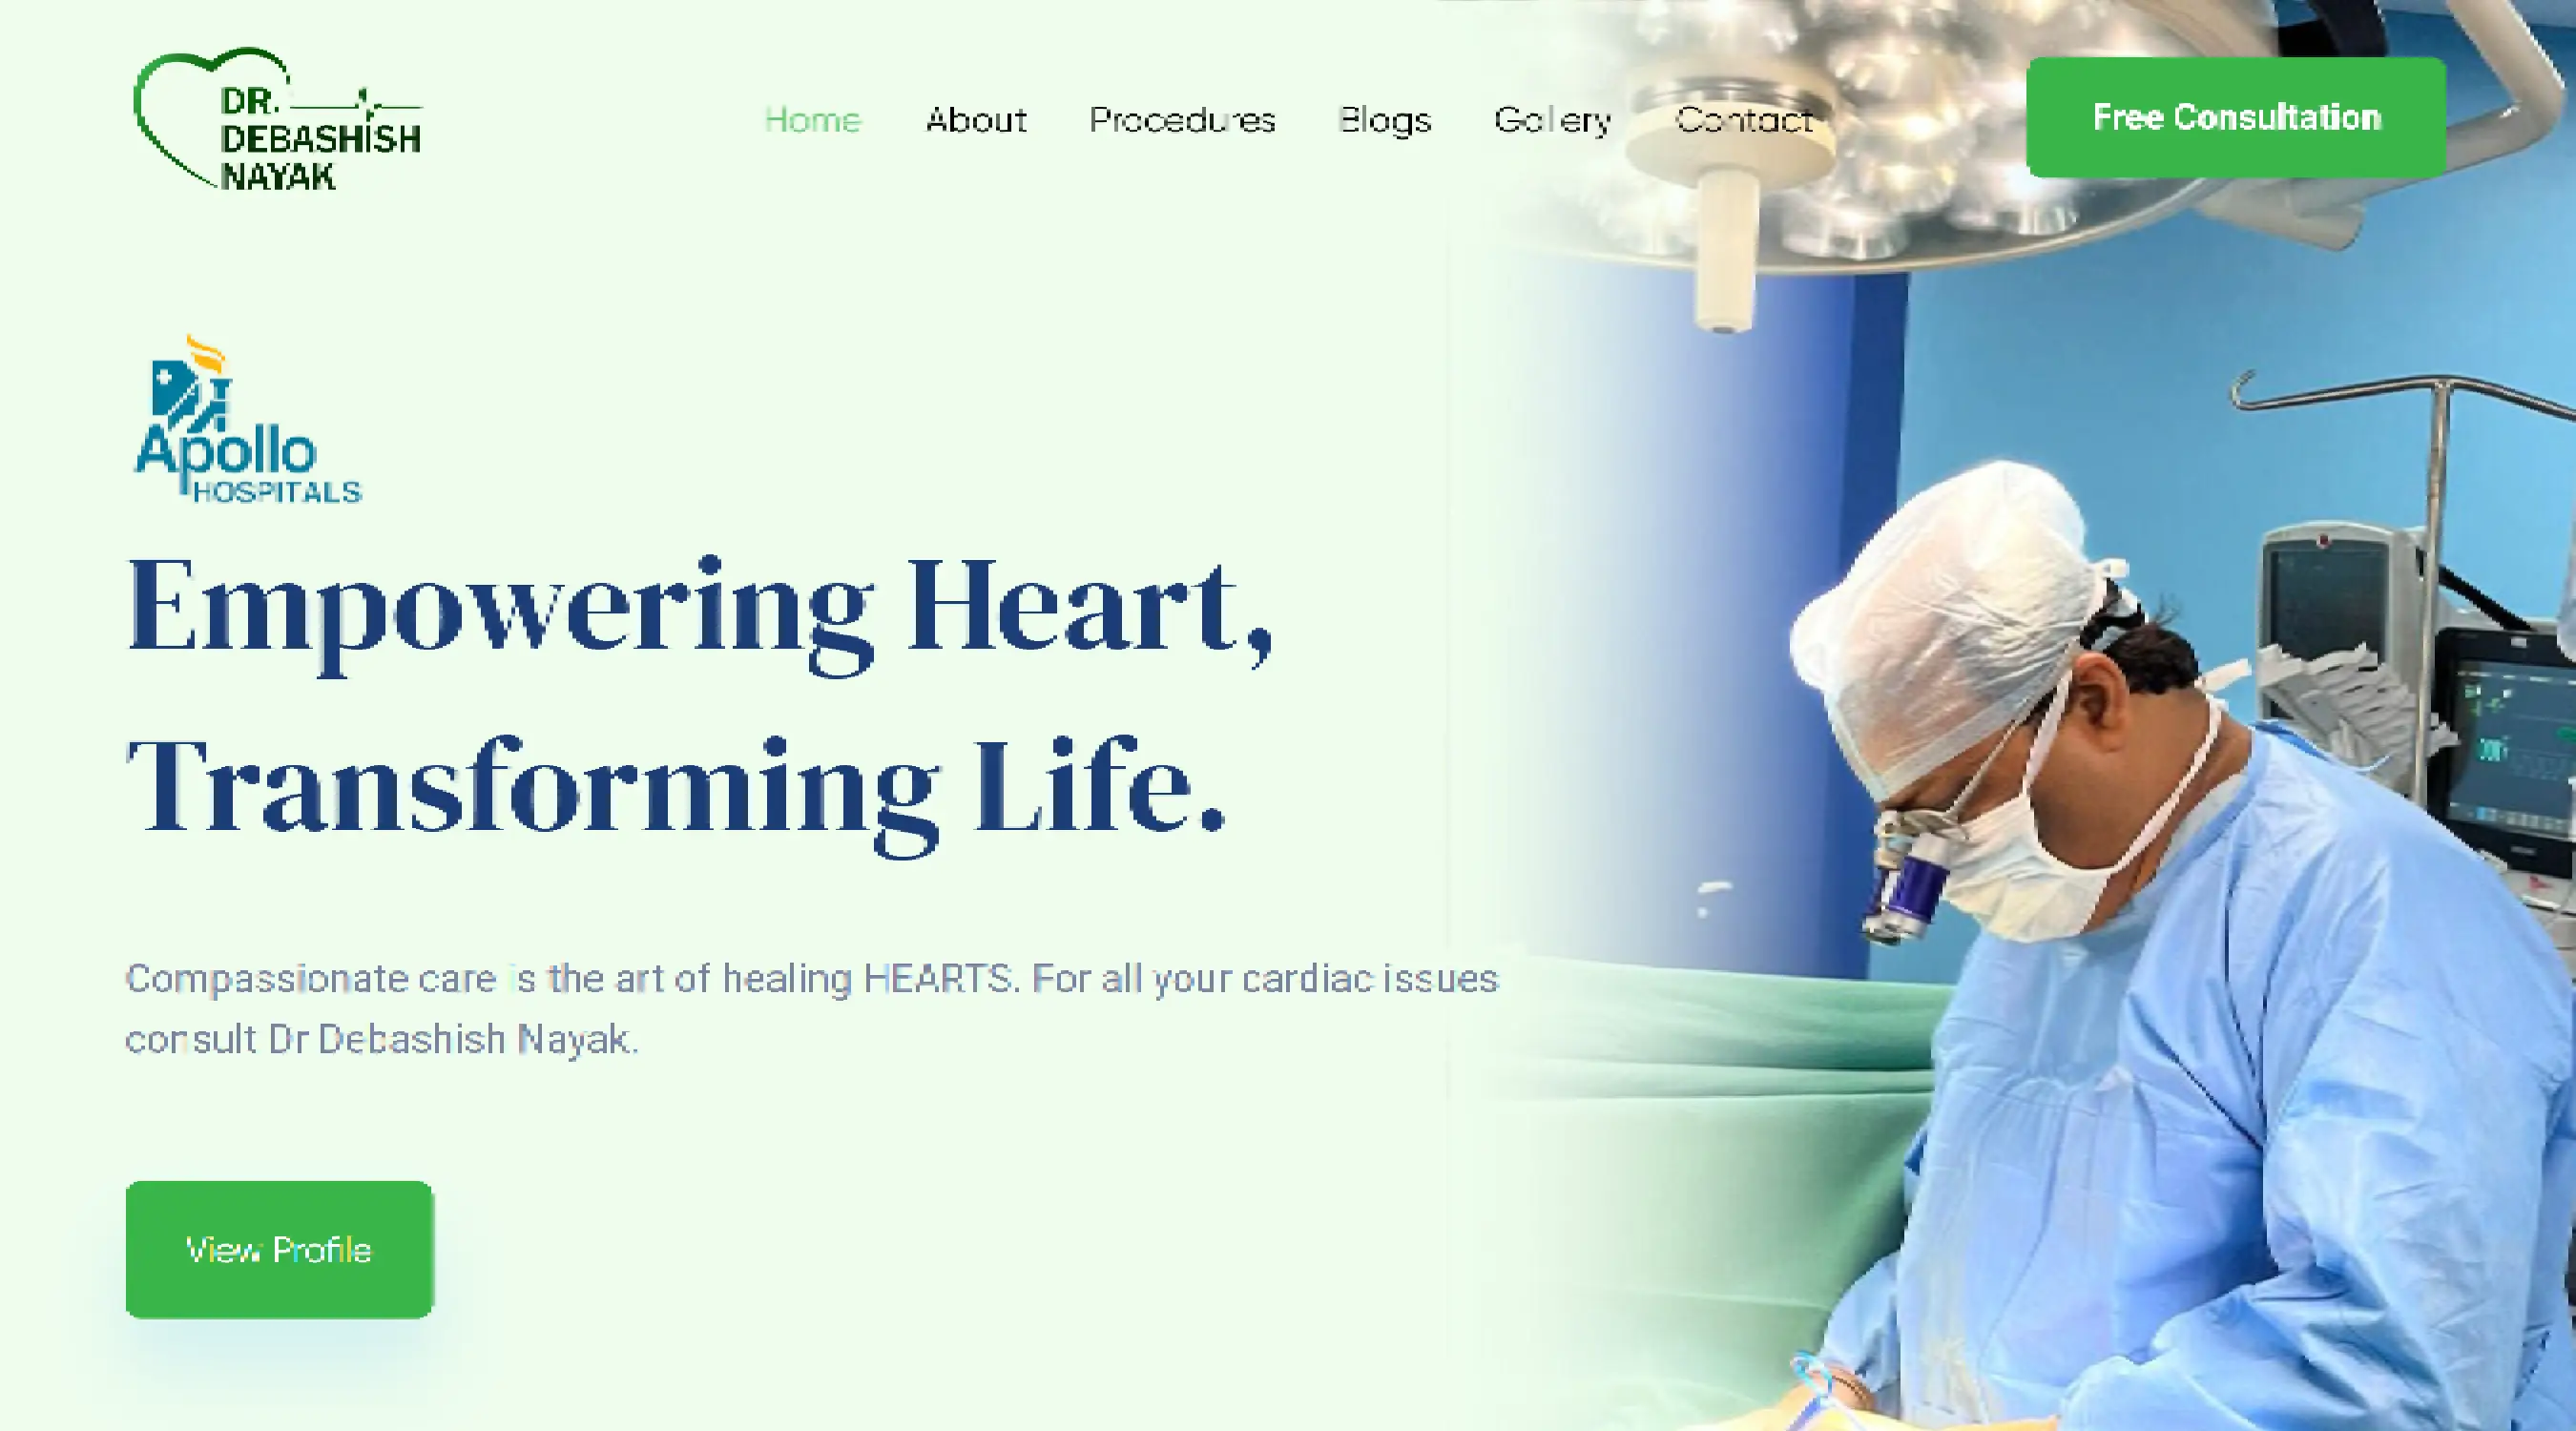 DR.
DEBASHISH
NAYAK
Home About Procedures Blogs Gallery Contact
Free Consultation
Apollo
HOSPITALS
Empowering Heart,
Transforming Life.
Compassionate care is the art of healing HEARTS. For all your cardiac issues
consult Dr Debashish Nayak.
View Profile